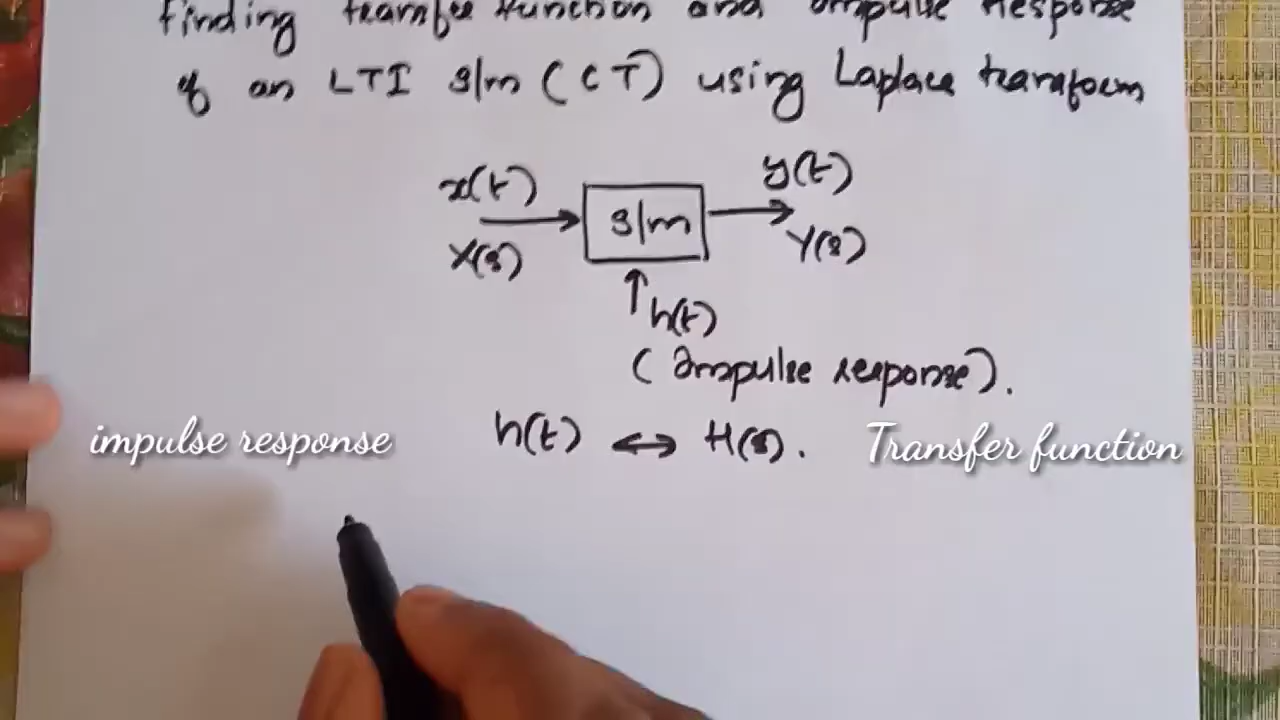 finding transfer function and Impulse Response
of an LTI s/m (CT) using Laplace transform
x(t)
y(t)
s/m
X(s)
Y(s)
h(t)
(Impulse response).
impulse response
h(t) ↔ H(s).
Transfer function